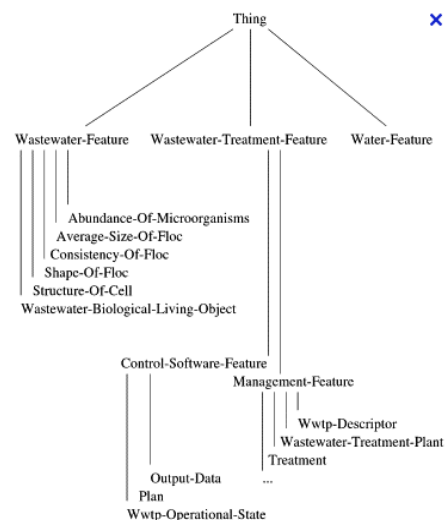 Thing
Wastewater-Feature Wastewater-Treatment-Feature Water-Feature
Abundance-Of-Microorganisms
Average-Size-Of-Floc
Consistency-Of-Floc
Shape-Of-Floc
Structure-Of-Cell
Wastewater-Biological-Living-Object
Control-Software-Feature
Management-Feature
Wwtp-Descriptor
Wastewater-Treatment-Plant
Treatment
Output-Data ...
Plan
Wwtp-Operational-State